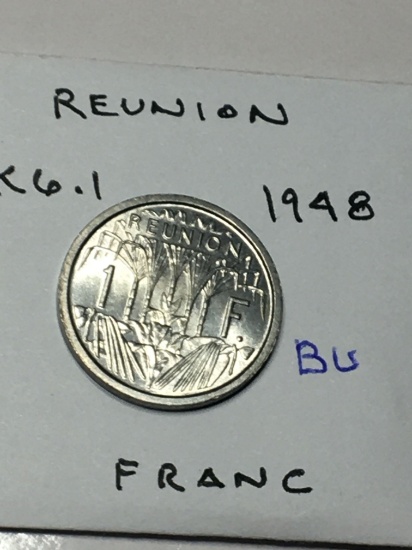 REUNION
K6.1
1948
REUNION
1 F.
BU
FRANC